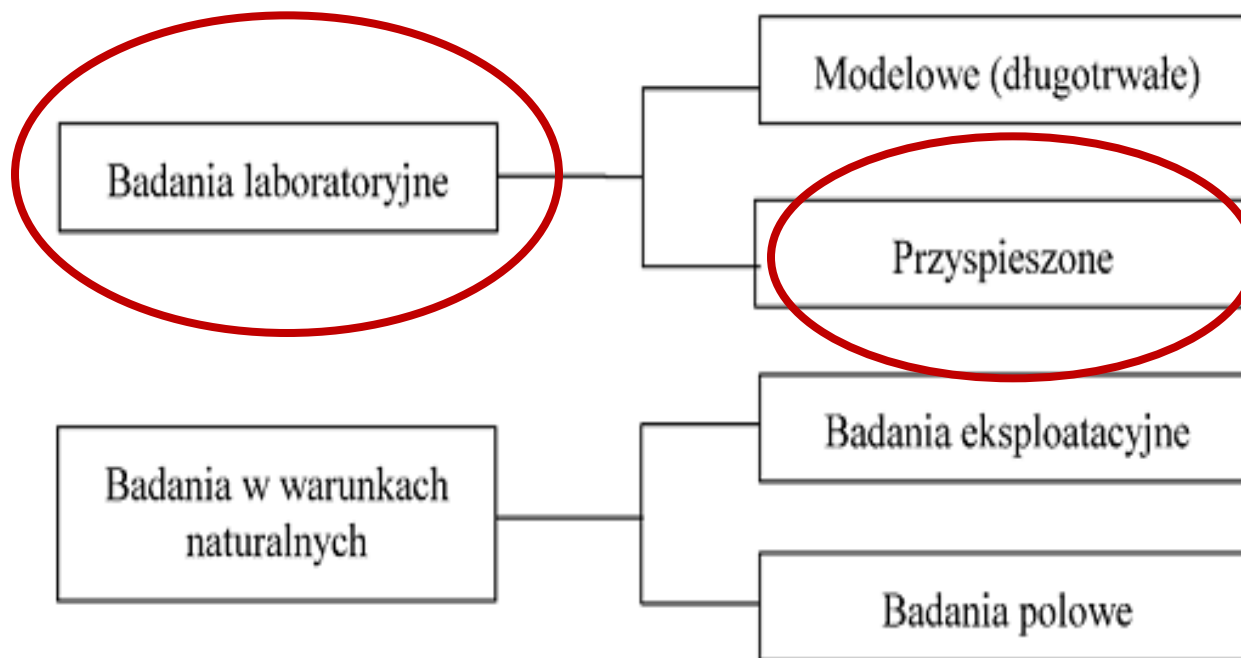 Badania laboratoryjne
Modelowe (długotrwałe)
Przyspieszone
Badania w warunkach
naturalnych
Badania eksploatacyjne
Badania polowe